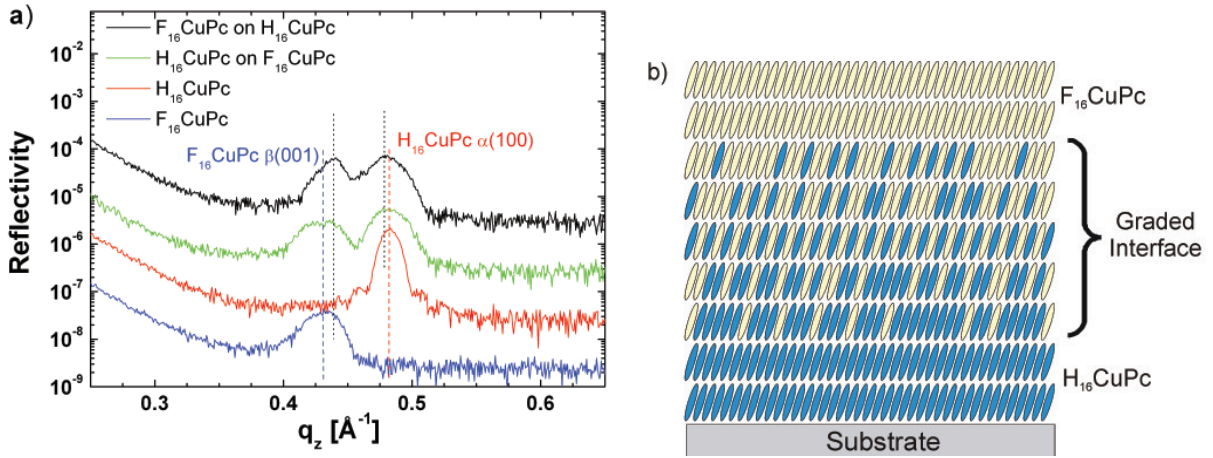 a)
F₁₆CuPc on H₁₆CuPc
H₁₆CuPc on F₁₆CuPc
H₁₆CuPc
F₁₆CuPc
F₁₆CuPc β(001)
H₁₆CuPc α(100)
Reflectivity
10⁻²
10⁻³
10⁻⁴
10⁻⁵
10⁻⁶
10⁻⁷
10⁻⁸
10⁻⁹
0.3 0.4 0.5 0.6
q_z [Å⁻¹]
b)
F₁₆CuPc
Graded
Interface
H₁₆CuPc
Substrate